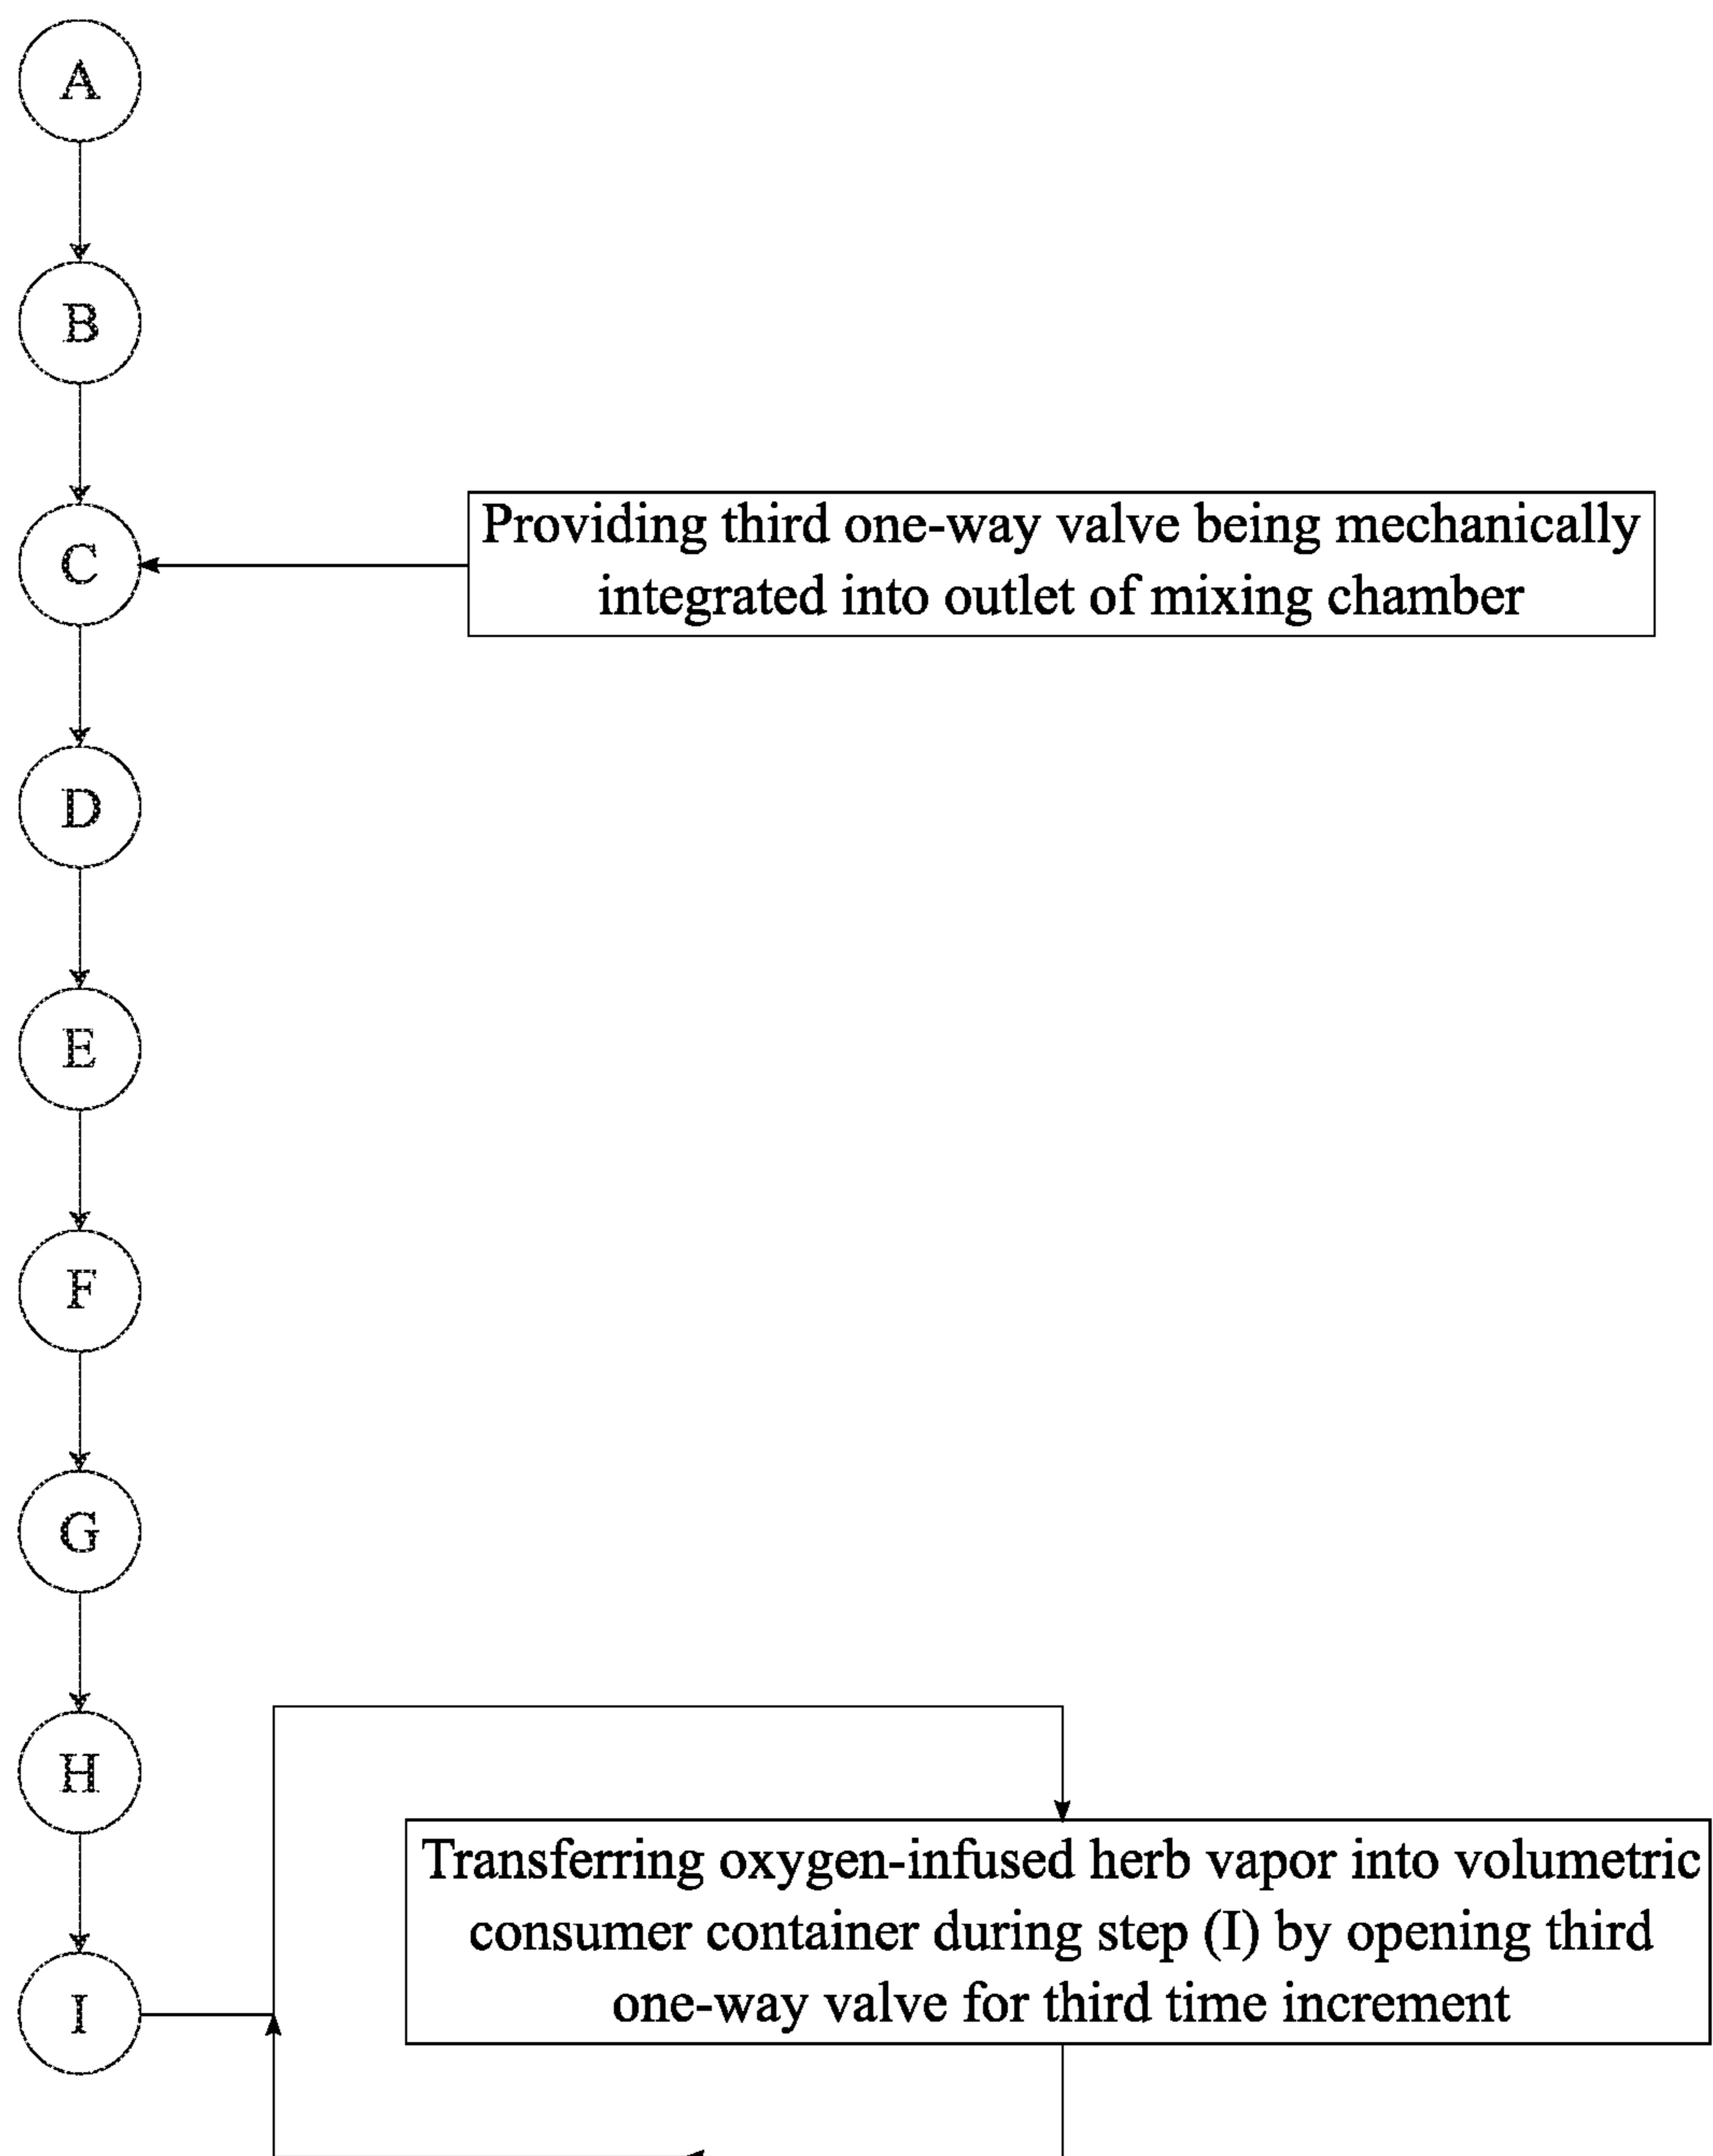 A
B
C
Providing third one-way valve being mechanically
integrated into outlet of mixing chamber
D
E
F
G
H
Transferring oxygen-infused herb vapor into volumetric
consumer container during step (I) by opening third
one-way valve for third time increment
I